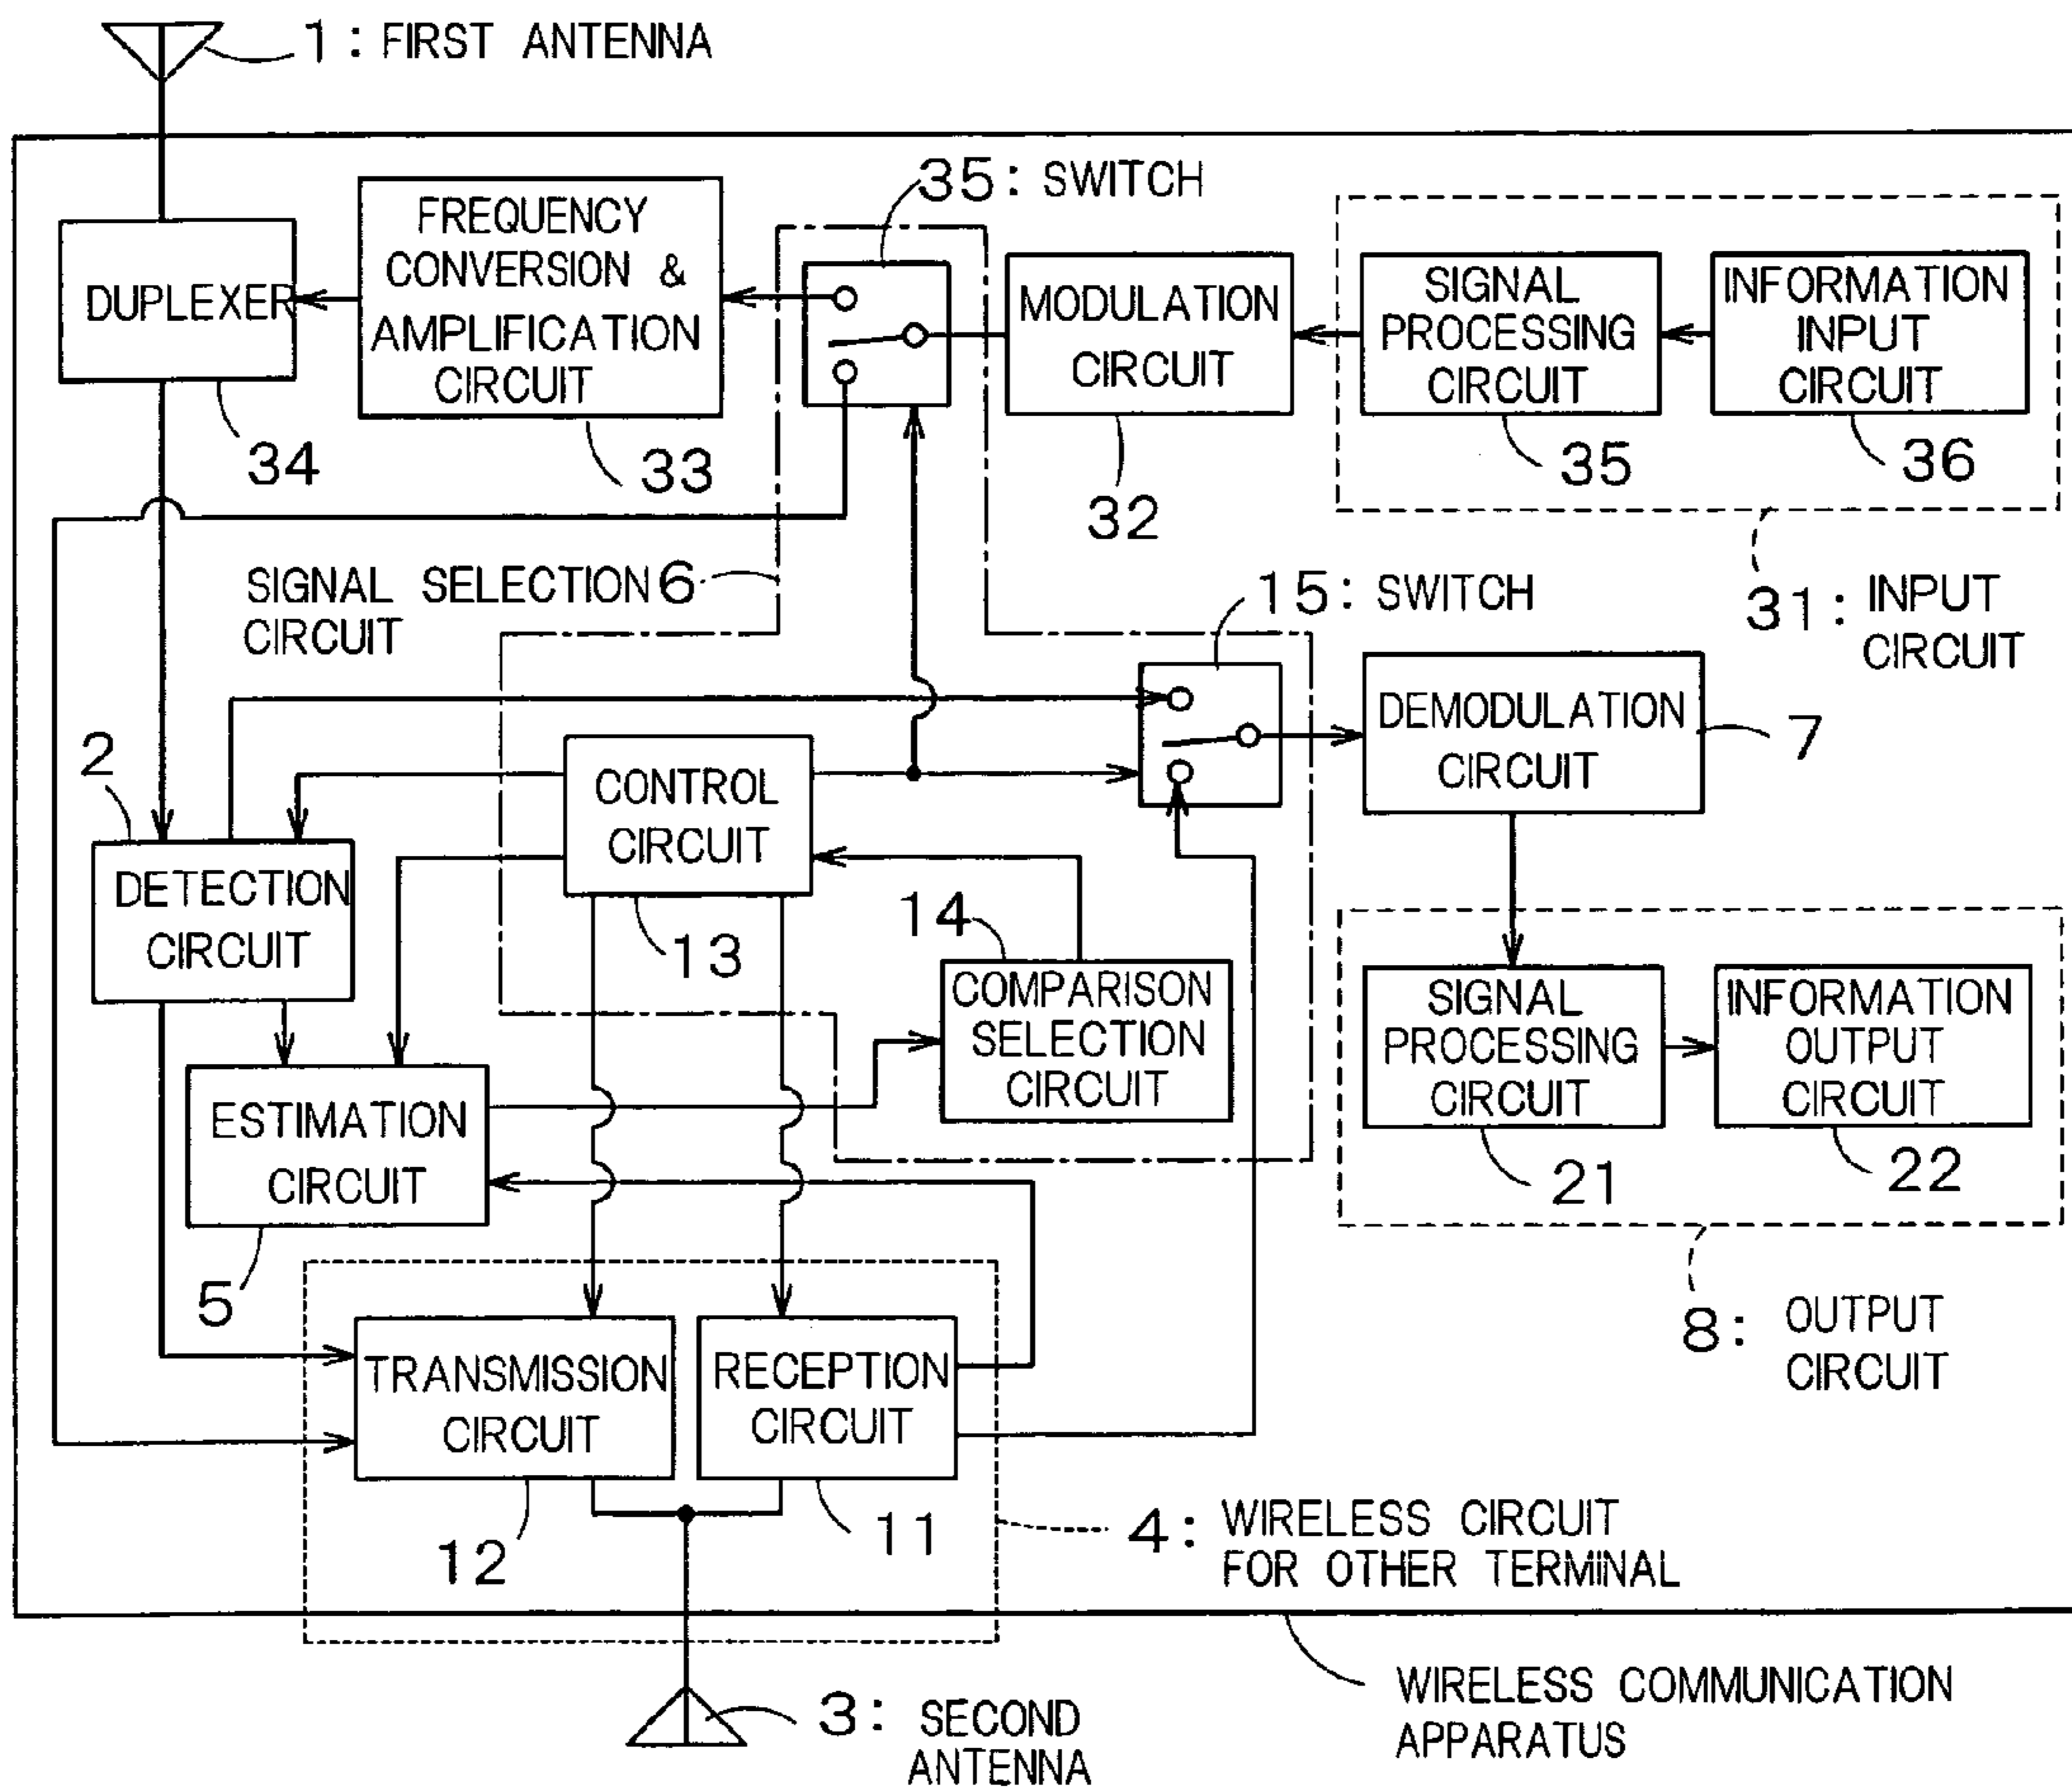 1: FIRST ANTENNA
35: SWITCH
FREQUENCY
CONVERSION &
AMPLIFICATION
CIRCUIT
DUPLEXER
MODULATION
CIRCUIT
SIGNAL
PROCESSING
CIRCUIT
INFORMATION
INPUT
CIRCUIT
34
33
32
35
36
SIGNAL SELECTION 6
CIRCUIT
15: SWITCH
31: INPUT
CIRCUIT
2
CONTROL
CIRCUIT
DEMODULATION
CIRCUIT
7
DETECTION
CIRCUIT
13
14
COMPARISON
SELECTION
CIRCUIT
SIGNAL
PROCESSING
CIRCUIT
INFORMATION
OUTPUT
CIRCUIT
ESTIMATION
CIRCUIT
21
22
5
8: OUTPUT
CIRCUIT
TRANSMISSION
CIRCUIT
RECEPTION
CIRCUIT
12
11
4: WIRELESS CIRCUIT
FOR OTHER TERMINAL
3: SECOND
ANTENNA
WIRELESS COMMUNICATION
APPARATUS